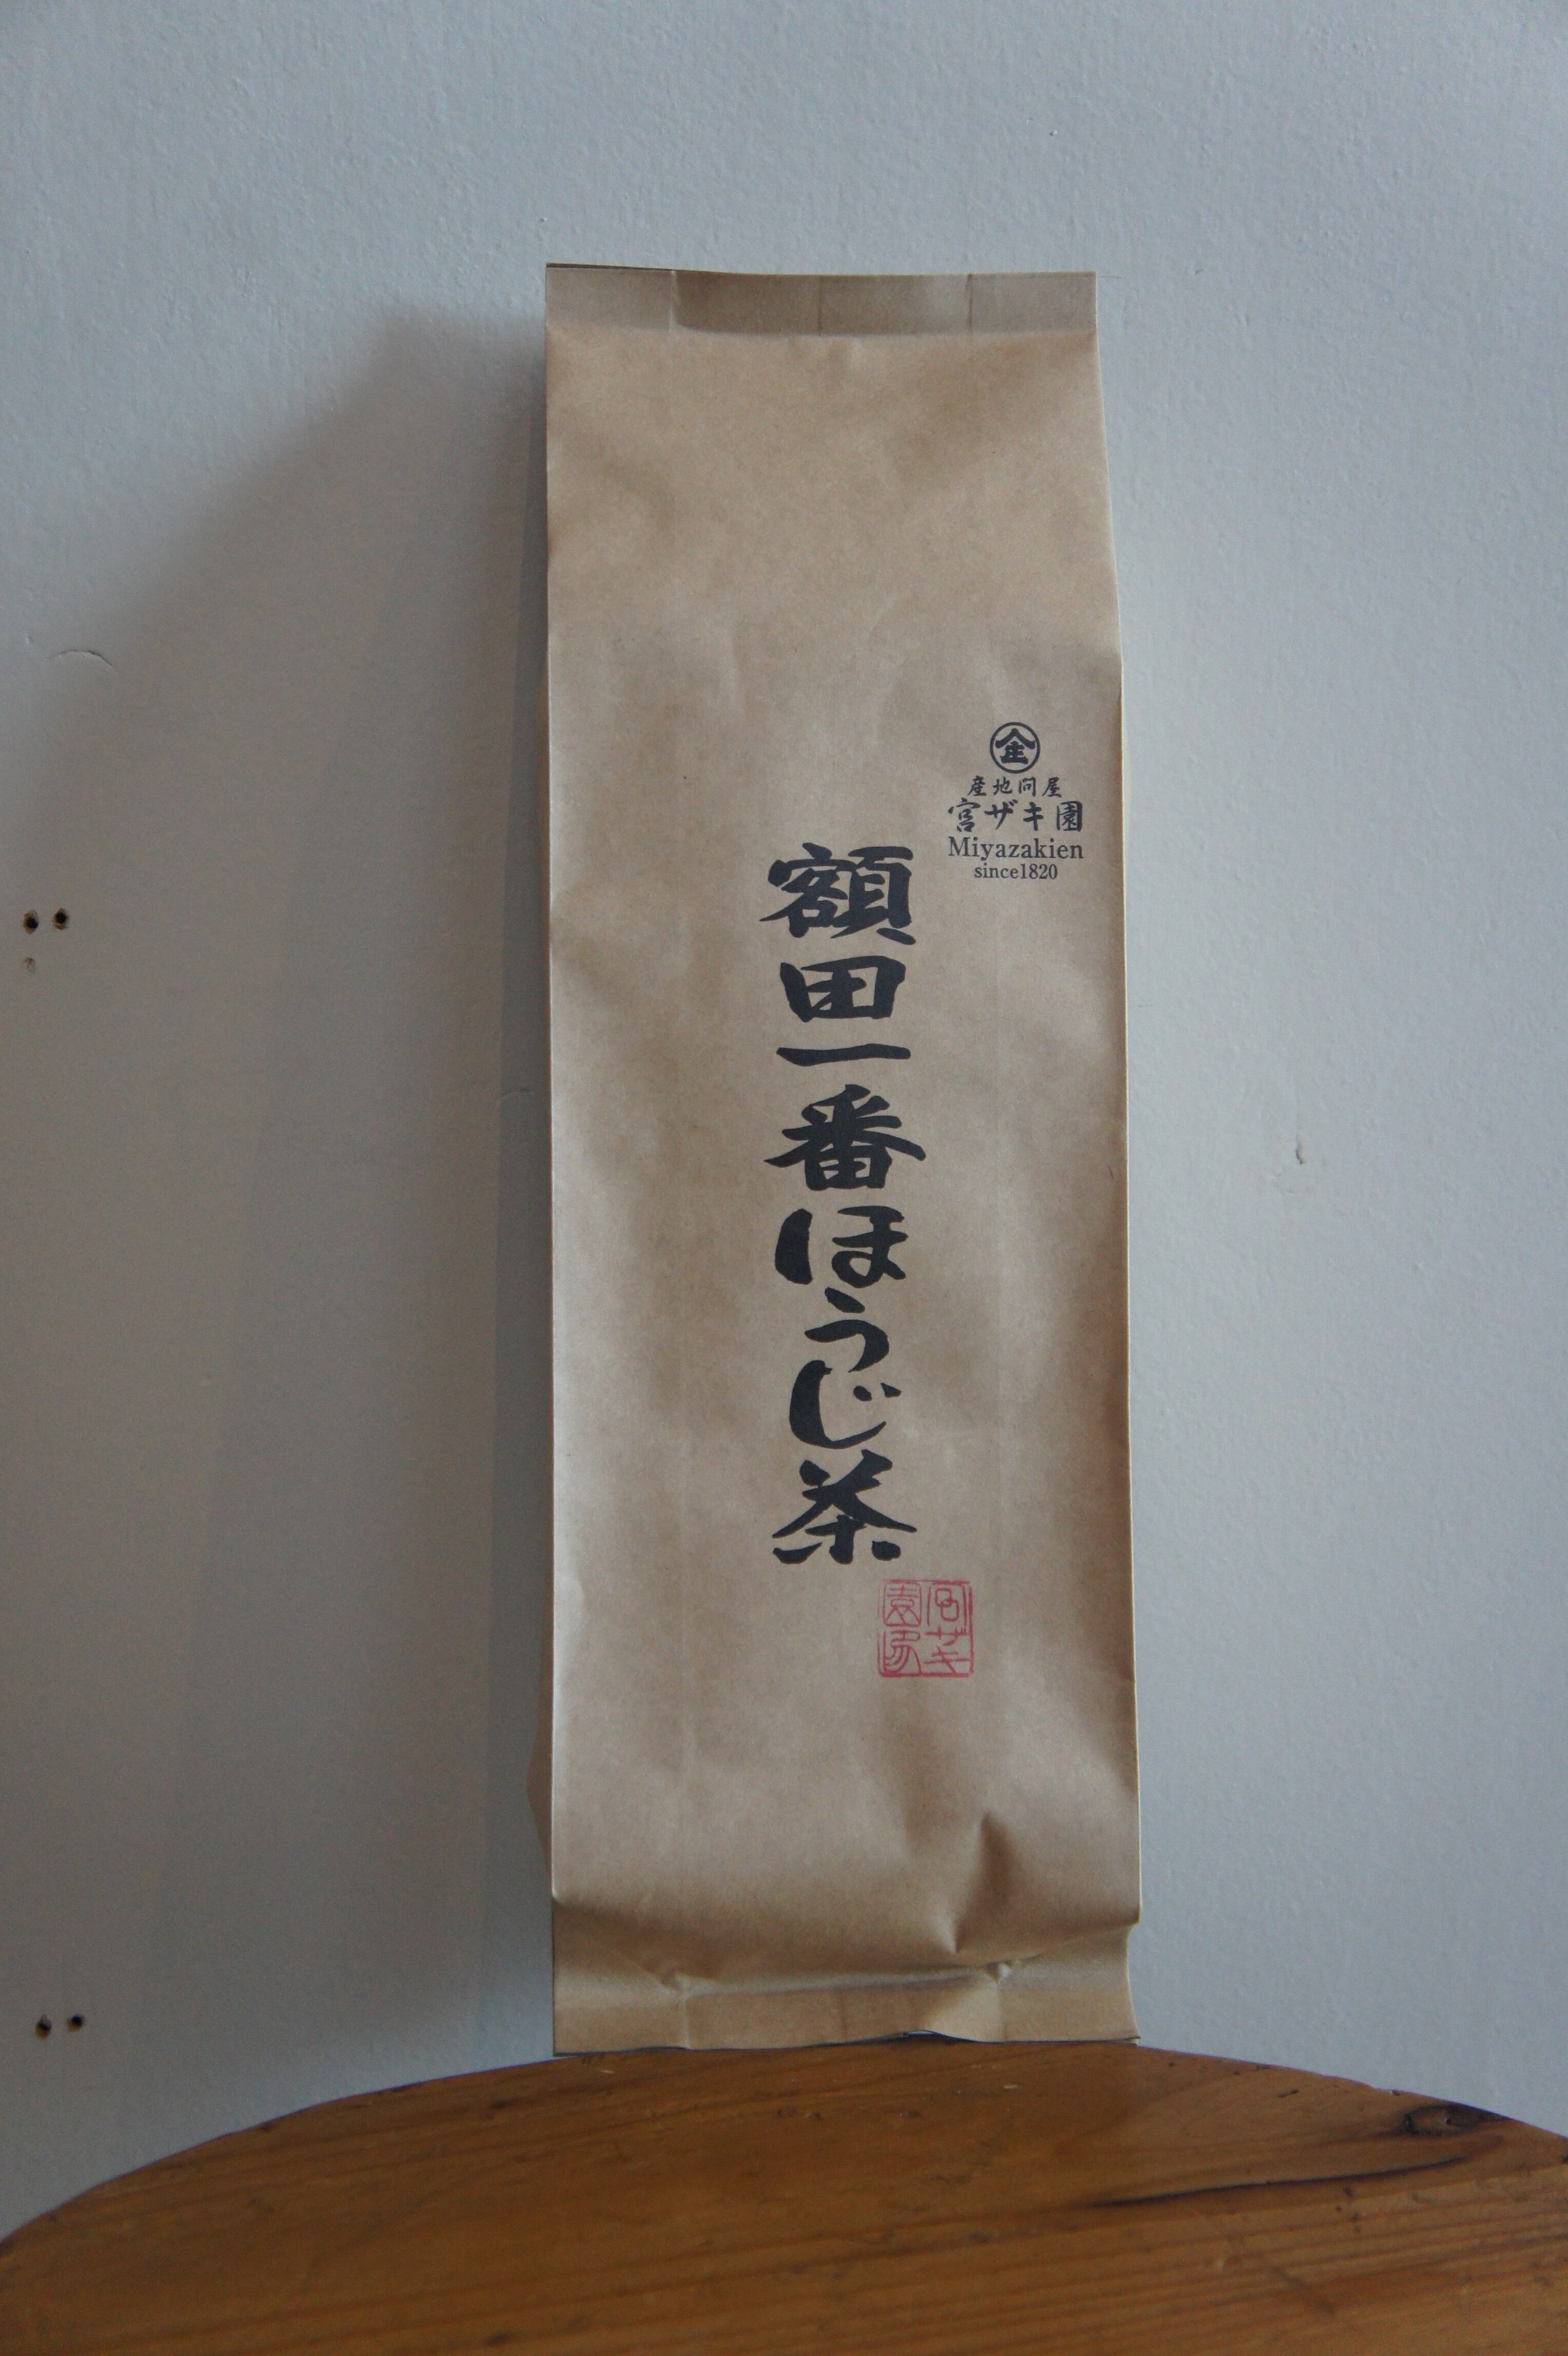 産地問屋
宮ザキ園
Miyazakien
since1820
額田一番ほうじ茶